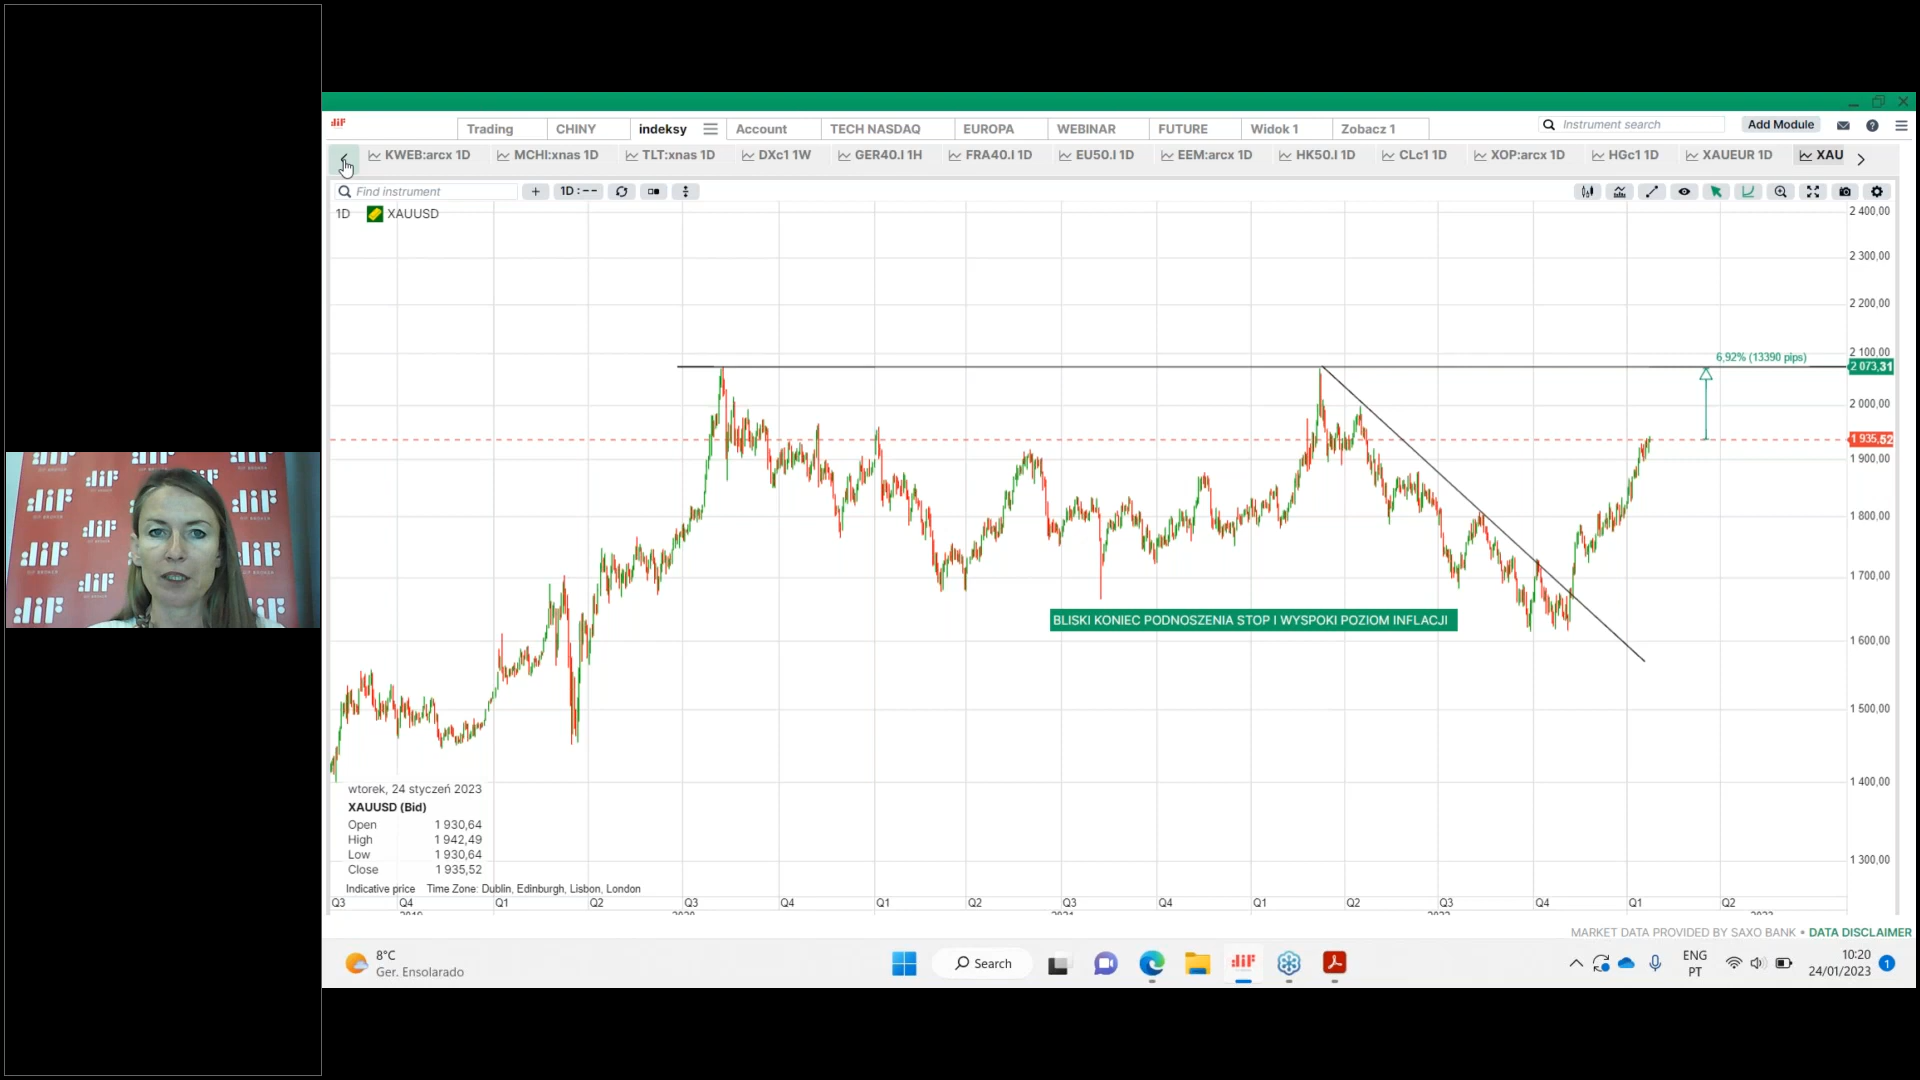 dif
Trading
CHINY
indeksy
Account
TECH NASDAQ
EUROPA
WEBINAR
FUTURE
Widok 1
Zobacz 1
Instrument search
Add Module
KWEB:arcx 1D
MCHI:xnas 1D
TLT:xnas 1D
DXc1 1W
GER40.I 1H
FRA40.I 1D
EU50.I 1D
EEM:arcx 1D
HK50.I 1D
CLc1 1D
XOP:arcx 1D
HGc1 1D
XAUEUR 1D
XAU
Find instrument
1D : --
1D XAUUSD
2 400,00
2 300,00
2 200,00
2 100,00
6,92% (13390 pips)
2 073,31
2 000,00
1 935,52
1 900,00
1 800,00
1 700,00
BLISKI KONIEC PODNOSZENIA STOP I WYSPOKI POZIOM INFLACJI
1 600,00
1 500,00
1 400,00
1 300,00
wtorek, 24 styczeń 2023
XAUUSD (Bid)
Open 1 930,64
High 1 942,49
Low 1 930,64
Close 1 935,52
Indicative price Time Zone: Dublin, Edinburgh, Lisbon, London
Q3 Q4 Q1 Q2 Q3 Q4 Q1 Q2 Q3 Q4 Q1 Q2 Q3 Q4 Q1 Q2
MARKET DATA PROVIDED BY SAXO BANK • DATA DISCLAIMER
8°C
Ger. Ensolarado
Search
dif
ENG
PT
10:20
24/01/2023
1